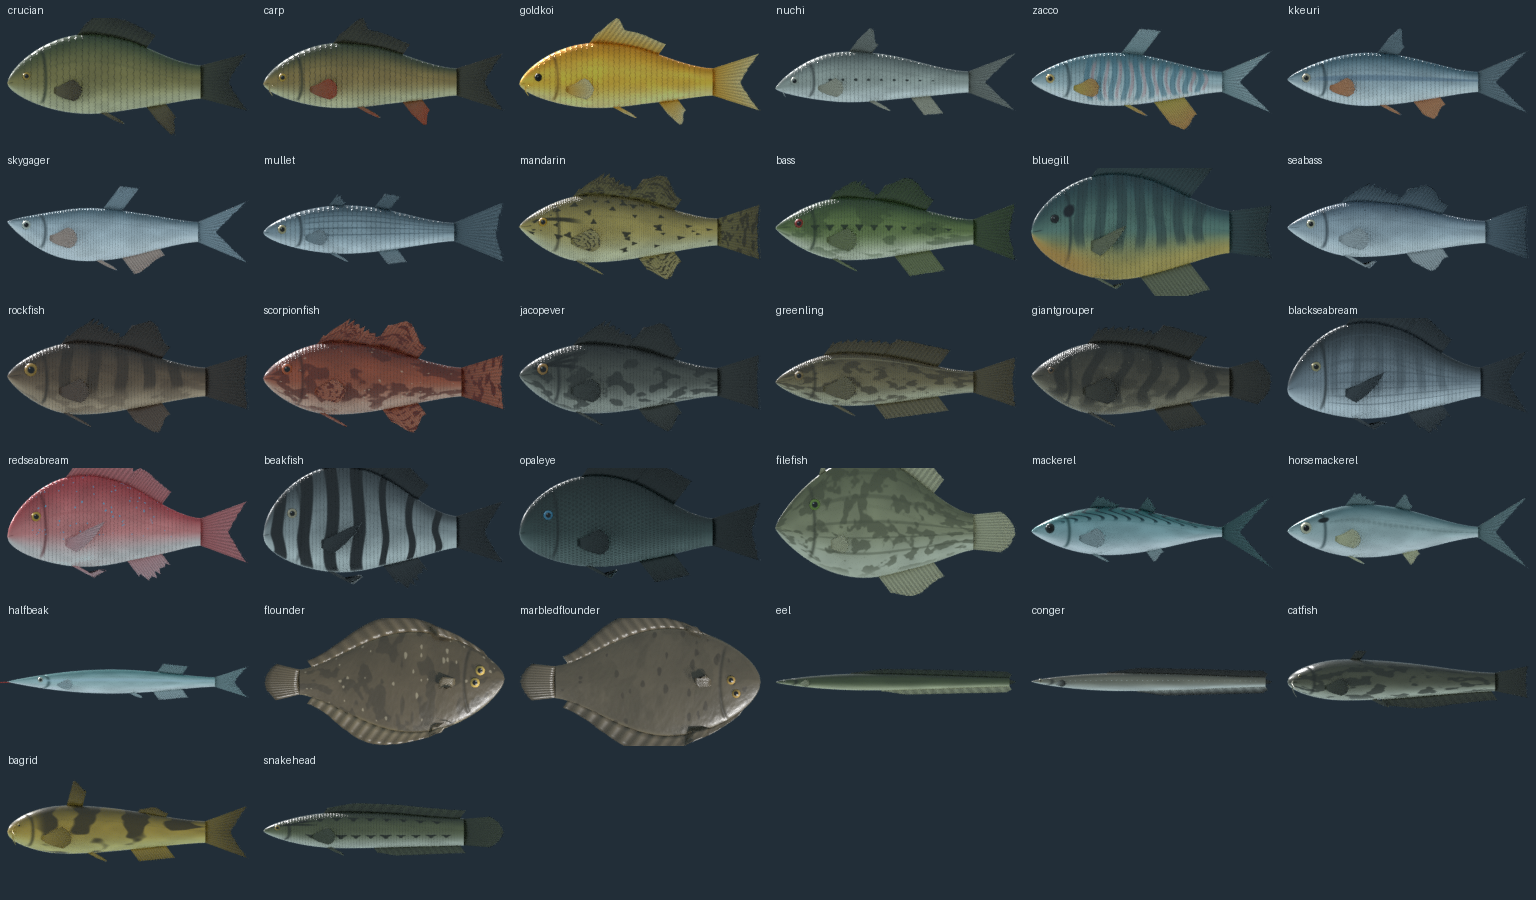 crucian
carp
goldkoi
nuchi
zacco
kkeuri
skygager
mullet
mandarin
bass
bluegill
seabass
rockfish
scorpionfish
jacopever
greenling
giantgrouper
blackseabream
redseabream
beakfish
opaleye
filefish
mackerel
horsemackerel
halfbeak
flounder
marbledflounder
eel
conger
catfish
bagrid
snakehead